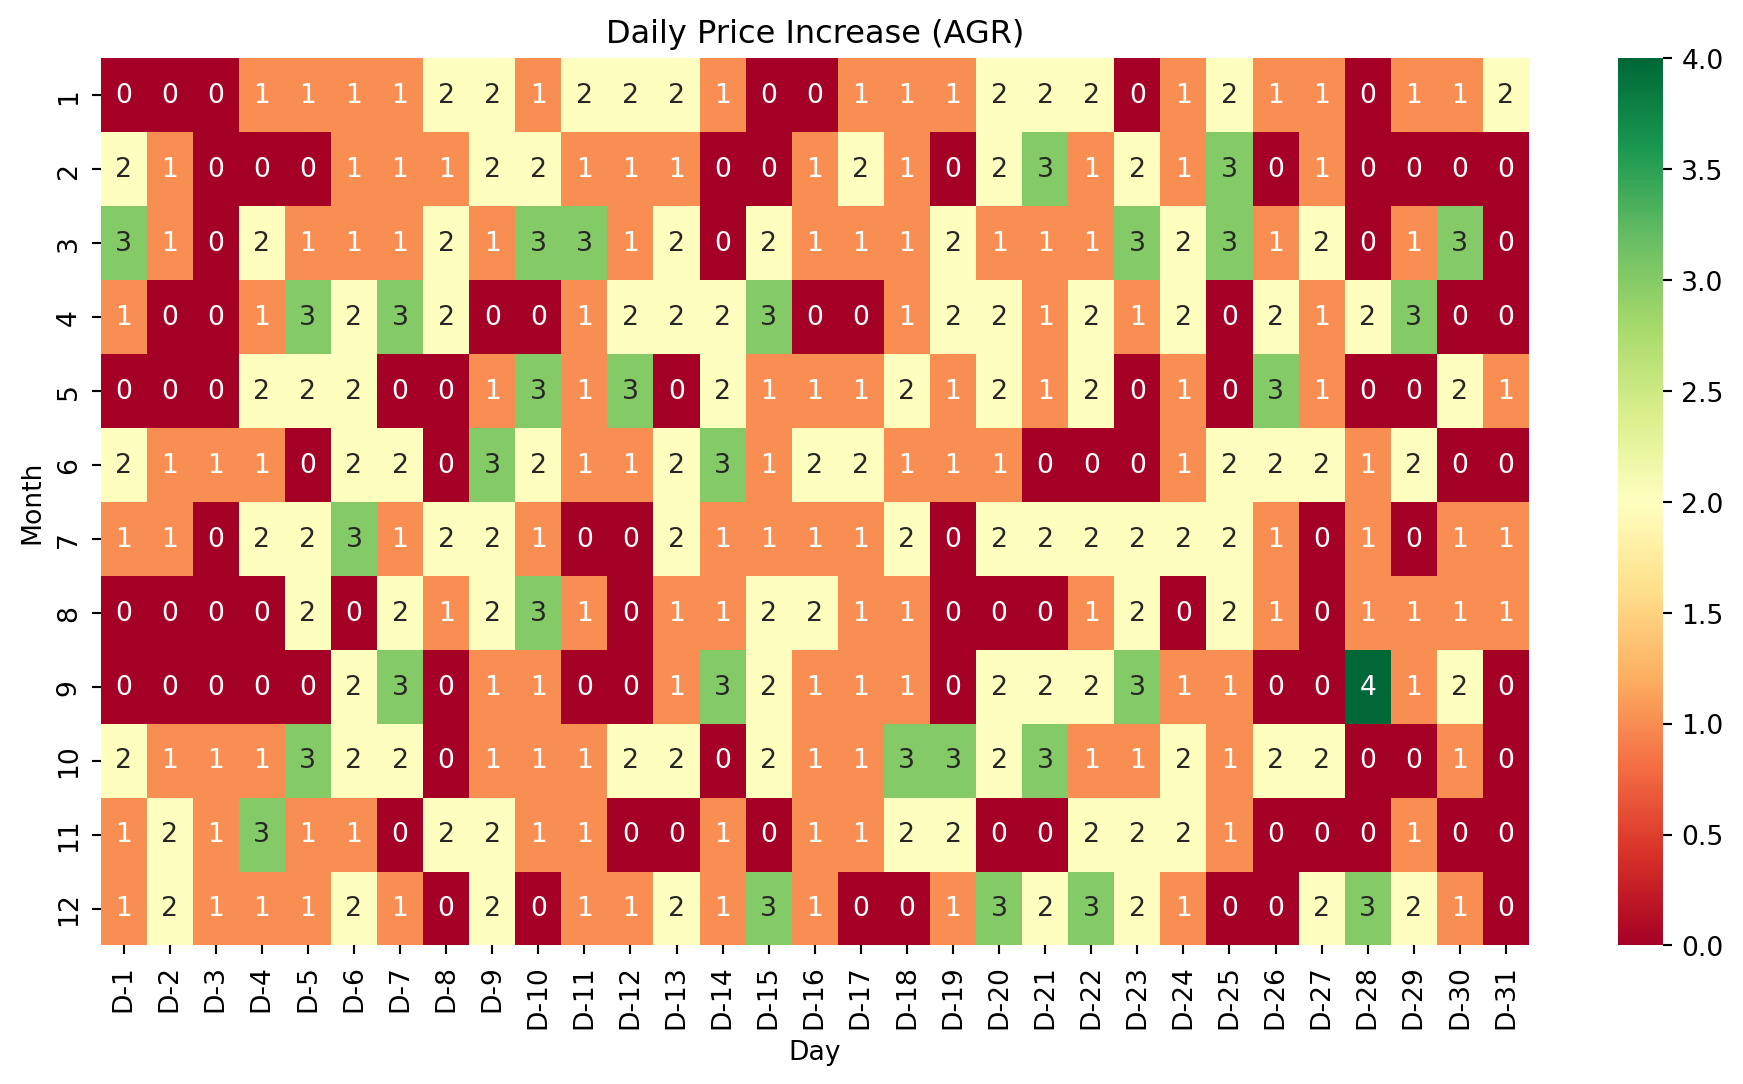 Daily Price Increase (AGR)
Month
1 0 0 0 1 1 1 1 2 2 1 2 2 2 1 0 0 1 1 1 2 2 2 0 1 2 1 1 0 1 1 2
2 2 1 0 0 0 1 1 1 2 2 1 1 1 0 0 1 2 1 0 2 3 1 2 1 3 0 1 0 0 0 0
3 3 1 0 2 1 1 1 2 1 3 3 1 2 0 2 1 1 1 2 1 1 1 3 2 3 1 2 0 1 3 0
4 1 0 0 1 3 2 3 2 0 0 1 2 2 2 3 0 0 1 2 2 1 2 1 2 0 2 1 2 3 0 0
5 0 0 0 2 2 2 0 0 1 3 1 3 0 2 1 1 1 2 1 2 1 2 0 1 0 3 1 0 0 2 1
6 2 1 1 1 0 2 2 0 3 2 1 1 2 3 1 2 2 1 1 1 0 0 0 1 2 2 2 1 2 0 0
7 1 1 0 2 2 3 1 2 2 1 0 0 2 1 1 1 1 2 0 2 2 2 2 2 2 1 0 1 0 1 1
8 0 0 0 0 2 0 2 1 2 3 1 0 1 1 2 2 1 1 0 0 0 1 2 0 2 1 0 1 1 1 1
9 0 0 0 0 0 2 3 0 1 1 0 0 1 3 2 1 1 1 0 2 2 2 3 1 1 0 0 4 1 2 0
10 2 1 1 1 3 2 2 0 1 1 1 2 2 0 2 1 1 3 3 2 3 1 1 2 1 2 2 0 0 1 0
11 1 2 1 3 1 1 0 2 2 1 1 0 0 1 0 1 1 2 2 0 0 2 2 2 1 0 0 0 1 0 0
12 1 2 1 1 1 2 1 0 2 0 1 1 2 1 3 1 0 0 1 3 2 3 2 1 0 0 2 3 2 1 0
D-1 D-2 D-3 D-4 D-5 D-6 D-7 D-8 D-9 D-10 D-11 D-12 D-13 D-14 D-15 D-16 D-17 D-18 D-19 D-20 D-21 D-22 D-23 D-24 D-25 D-26 D-27 D-28 D-29 D-30 D-31
Day
4.0
3.5
3.0
2.5
2.0
1.5
1.0
0.5
0.0